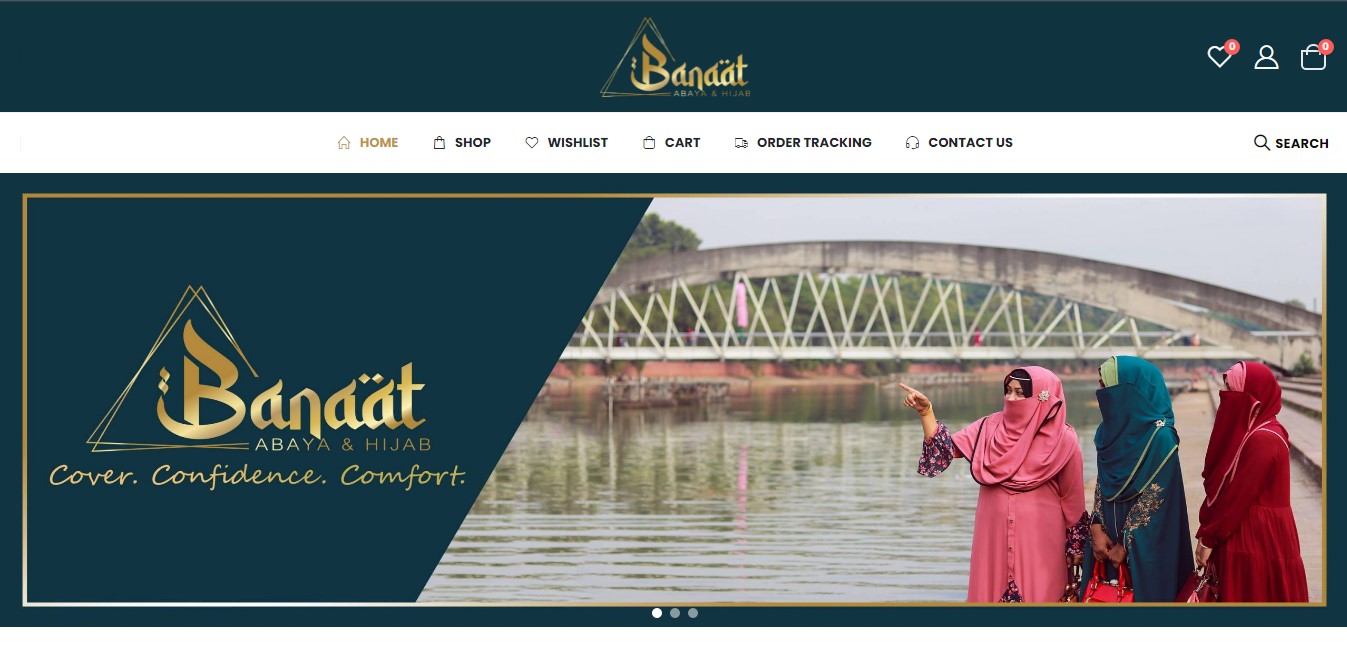 Banaät
ABAYA & HIJAB
0
0
HOME SHOP WISHLIST CART ORDER TRACKING CONTACT US SEARCH
Banaät
ABAYA & HIJAB
Cover. Confidence. Comfort.